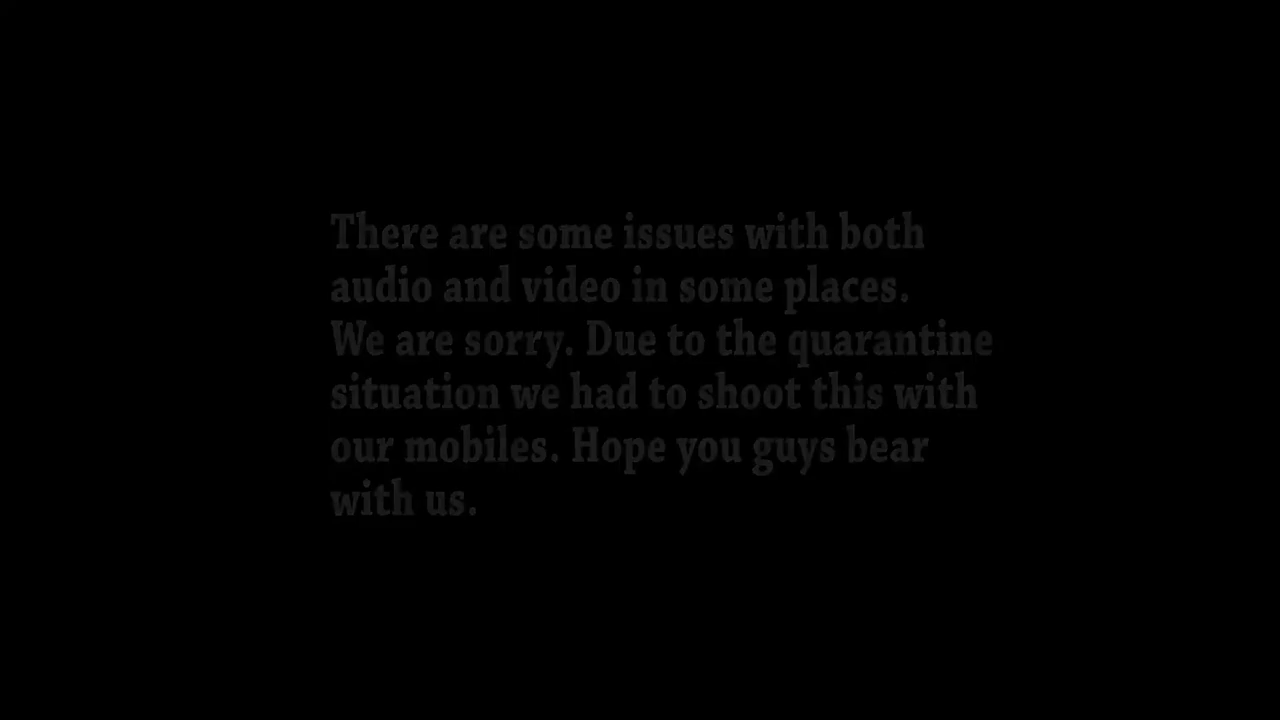 There are some issues with both
audio and video in some places.
We are sorry. Due to the quarantine
situation we had to shoot this with
our mobiles. Hope you guys bear
with us.